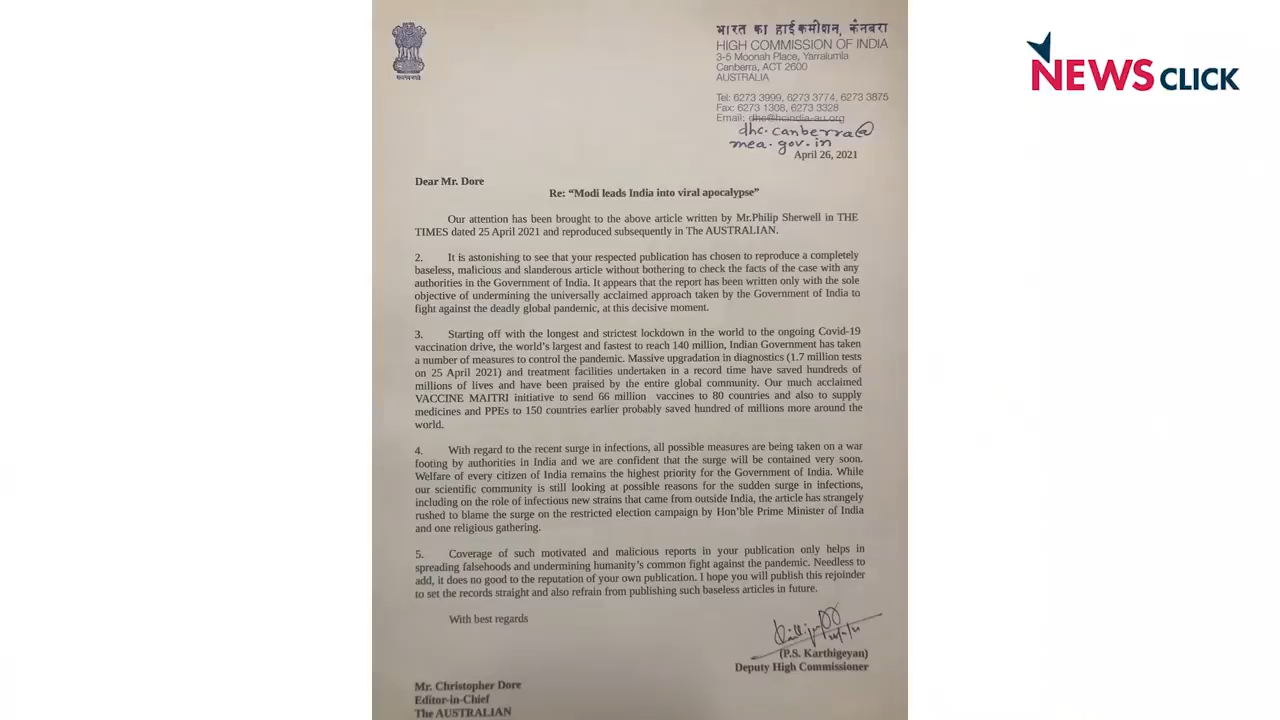 भारत का हाई कमीशन, कैनबरा
HIGH COMMISSION OF INDIA
3-5 Moonah Place, Yarralumla
Canberra, ACT 2600
AUSTRALIA
Tel: 6273 3999, 6273 3774, 6273 3875
Fax: 6273 1308, 6273 3328
Email: dhc@hcindia-au.org
dhc.canberra@
mea.gov.in
April 26, 2021
NEWS CLICK
सत्यमेव जयते
Dear Mr. Dore
Re: “Modi leads India into viral apocalypse”
Our attention has been brought to the above article written by Mr.Philip Sherwell in THE
TIMES dated 25 April 2021 and reproduced subsequently in The AUSTRALIAN.
2. It is astonishing to see that your respected publication has chosen to reproduce a completely
baseless, malicious and slanderous article without bothering to check the facts of the case with any
authorities in the Government of India. It appears that the report has been written only with the sole
objective of undermining the universally acclaimed approach taken by the Government of India to
fight against the deadly global pandemic, at this decisive moment.
3. Starting off with the longest and strictest lockdown in the world to the ongoing Covid-19
vaccination drive, the world’s largest and fastest to reach 140 million, Indian Government has taken
a number of measures to control the pandemic. Massive upgradation in diagnostics (1.7 million tests
on 25 April 2021) and treatment facilities undertaken in a record time have saved hundreds of
millions of lives and have been praised by the entire global community. Our much acclaimed
VACCINE MAITRI initiative to send 66 million vaccines to 80 countries and also to supply
medicines and PPEs to 150 countries earlier probably saved hundred of millions more around the
world.
4. With regard to the recent surge in infections, all possible measures are being taken on a war
footing by authorities in India and we are confident that the surge will be contained very soon.
Welfare of every citizen of India remains the highest priority for the Government of India. While
our scientific community is still looking at possible reasons for the sudden surge in infections,
including on the role of infectious new strains that came from outside India, the article has strangely
rushed to blame the surge on the restricted election campaign by Hon’ble Prime Minister of India
and one religious gathering.
5. Coverage of such motivated and malicious reports in your publication only helps in
spreading falsehoods and undermining humanity’s common fight against the pandemic. Needless to
add, it does no good to the reputation of your own publication. I hope you will publish this rejoinder
to set the records straight and also refrain from publishing such baseless articles in future.
With best regards
(P.S. Karthigeyan)
Deputy High Commissioner
Mr. Christopher Dore
Editor-in-Chief
The AUSTRALIAN